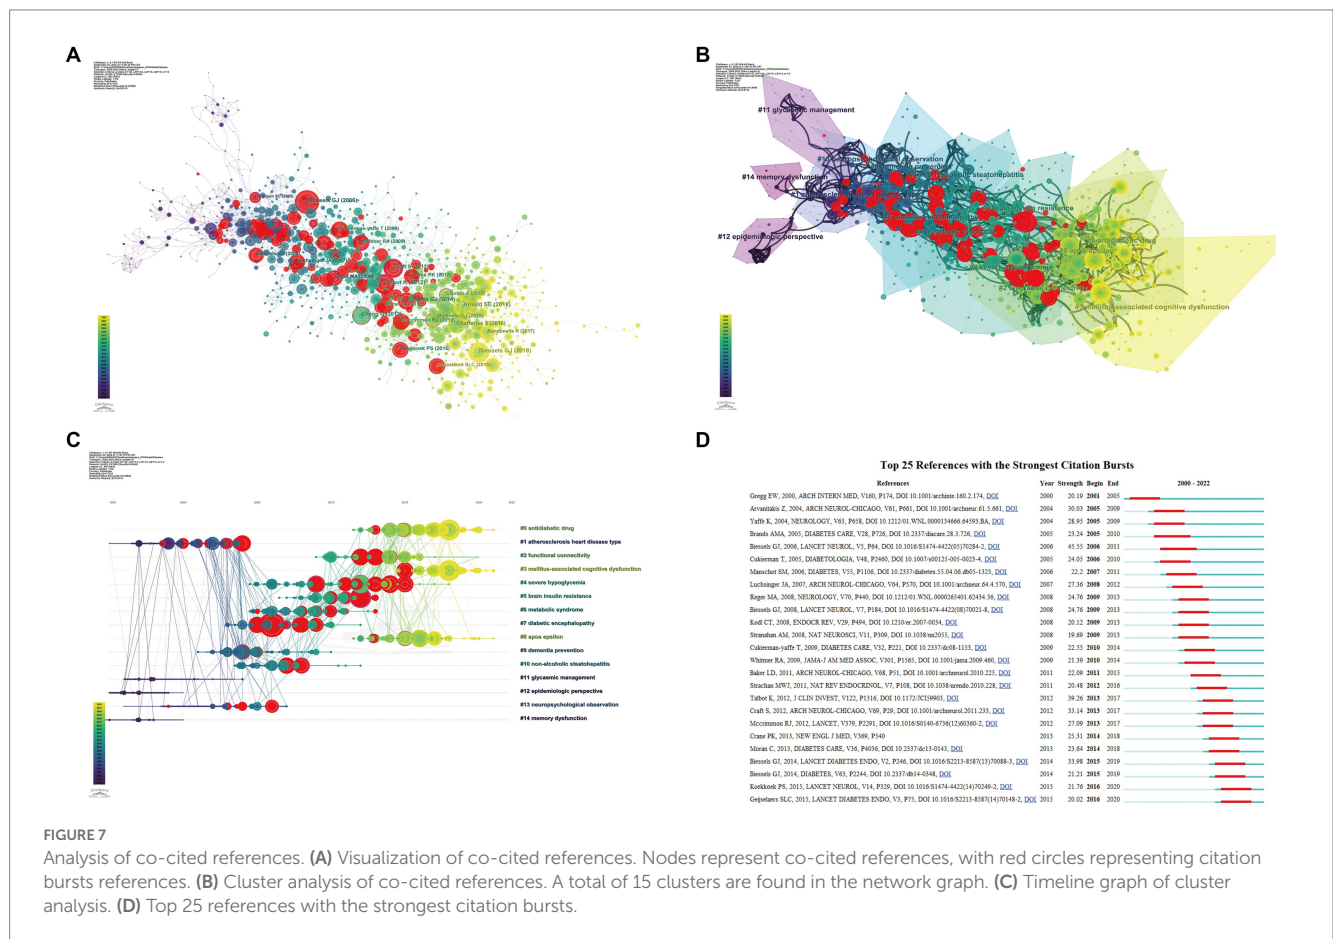 A
B
#11 glycaemic management
#14 memory dysfunction
#12 epidemiologic perspective
Biessels GJ (2006)
Whitmer RA (2009)
Arnold SE (2018)
Biessels GJ (2018)
Koekkoek PS (2015)
Geijselaers SLC (2015)
#3 mellitus-associated cognitive dysfunction
C
#0 antidiabetic drug
#1 atherosclerosis heart disease type
#2 functional connectivity
#3 mellitus-associated cognitive dysfunction
#4 severe hypoglycemia
#5 brain insulin resistance
#6 metabolic syndrome
#7 diabetic encephalopathy
#8 apoe epsilon
#9 dementia prevention
#10 non-alcoholic steatohepatitis
#11 glycaemic management
#12 epidemiologic perspective
#13 neuropsychological observation
#14 memory dysfunction
D
Top 25 References with the Strongest Citation Bursts
References Year Strength Begin End 2000 - 2022
Gregg EW, 2000, ARCH INTERN MED, V160, P174, DOI 10.1001/archinte.160.2.174, DOI 2000 20.19 2001 2005
Arvanitakis Z, 2004, ARCH NEUROL-CHICAGO, V61, P661, DOI 10.1001/archneur.61.5.661, DOI 2004 30.03 2005 2009
Yaffe K, 2004, NEUROLOGY, V63, P658, DOI 10.1212/01.WNL.0000134666.64593.BA, DOI 2004 28.95 2005 2009
Brands AMA, 2005, DIABETES CARE, V28, P726, DOI 10.2337/diacare.28.3.726, DOI 2005 23.24 2005 2010
Biessels GJ, 2006, LANCET NEUROL, V5, P64, DOI 10.1016/S1474-4422(05)70284-2, DOI 2006 45.55 2006 2011
Cukierman T, 2005, DIABETOLOGIA, V48, P2460, DOI 10.1007/s00125-005-0023-4, DOI 2005 24.05 2006 2010
Manschot SM, 2006, DIABETES, V55, P1106, DOI 10.2337/diabetes.55.04.06.db05-1323, DOI 2006 22.2 2007 2011
Luchsinger JA, 2007, ARCH NEUROL-CHICAGO, V64, P570, DOI 10.1001/archneur.64.4.570, DOI 2007 27.36 2008 2012
Reger MA, 2008, NEUROLOGY, V70, P440, DOI 10.1212/01.WNL.0000265401.62434.36, DOI 2008 24.76 2009 2013
Biessels GJ, 2008, LANCET NEUROL, V7, P184, DOI 10.1016/S1474-4422(08)70021-8, DOI 2008 24.76 2009 2013
Kodl CT, 2008, ENDOCR REV, V29, P494, DOI 10.1210/er.2007-0034, DOI 2008 20.12 2009 2013
Stranahan AM, 2008, NAT NEUROSCI, V11, P309, DOI 10.1038/nn2055, DOI 2008 19.69 2009 2013
Cukierman-yaffe T, 2009, DIABETES CARE, V32, P221, DOI 10.2337/dc08-1153, DOI 2009 22.55 2010 2014
Whitmer RA, 2009, JAMA-J AM MED ASSOC, V301, P1565, DOI 10.1001/jama.2009.460, DOI 2009 21.39 2010 2014
Baker LD, 2011, ARCH NEUROL-CHICAGO, V68, P51, DOI 10.1001/archneurol.2010.225, DOI 2011 22.09 2011 2015
Strachan MWJ, 2011, NAT REV ENDOCRINOL, V7, P108, DOI 10.1038/nrendo.2010.228, DOI 2011 20.48 2012 2016
Talbot K, 2012, J CLIN INVEST, V122, P1316, DOI 10.1172/JCI59903, DOI 2012 39.26 2013 2017
Craft S, 2012, ARCH NEUROL-CHICAGO, V69, P29, DOI 10.1001/archneurol.2011.233, DOI 2012 33.14 2013 2017
Mccrimmon RJ, 2012, LANCET, V379, P2291, DOI 10.1016/S0140-6736(12)60360-2, DOI 2012 27.09 2013 2017
Crane PK, 2013, NEW ENGL J MED, V369, P540 2013 25.31 2014 2018
Moran C, 2013, DIABETES CARE, V36, P4036, DOI 10.2337/dc13-0143, DOI 2013 23.64 2014 2018
Biessels GJ, 2014, LANCET DIABETES ENDO, V2, P246, DOI 10.1016/S2213-8587(13)70088-3, DOI 2014 33.98 2015 2019
Biessels GJ, 2014, DIABETES, V63, P2244, DOI 10.2337/db14-0348, DOI 2014 21.21 2015 2019
Koekkoek PS, 2015, LANCET NEUROL, V14, P329, DOI 10.1016/S1474-4422(14)70249-2, DOI 2015 21.76 2016 2020
Geijselaers SLC, 2015, LANCET DIABETES ENDO, V3, P75, DOI 10.1016/S2213-8587(14)70148-2, DOI 2015 20.02 2016 2020
FIGURE 7
Analysis of co-cited references. (A) Visualization of co-cited references. Nodes represent co-cited references, with red circles representing citation
bursts references. (B) Cluster analysis of co-cited references. A total of 15 clusters are found in the network graph. (C) Timeline graph of cluster
analysis. (D) Top 25 references with the strongest citation bursts.